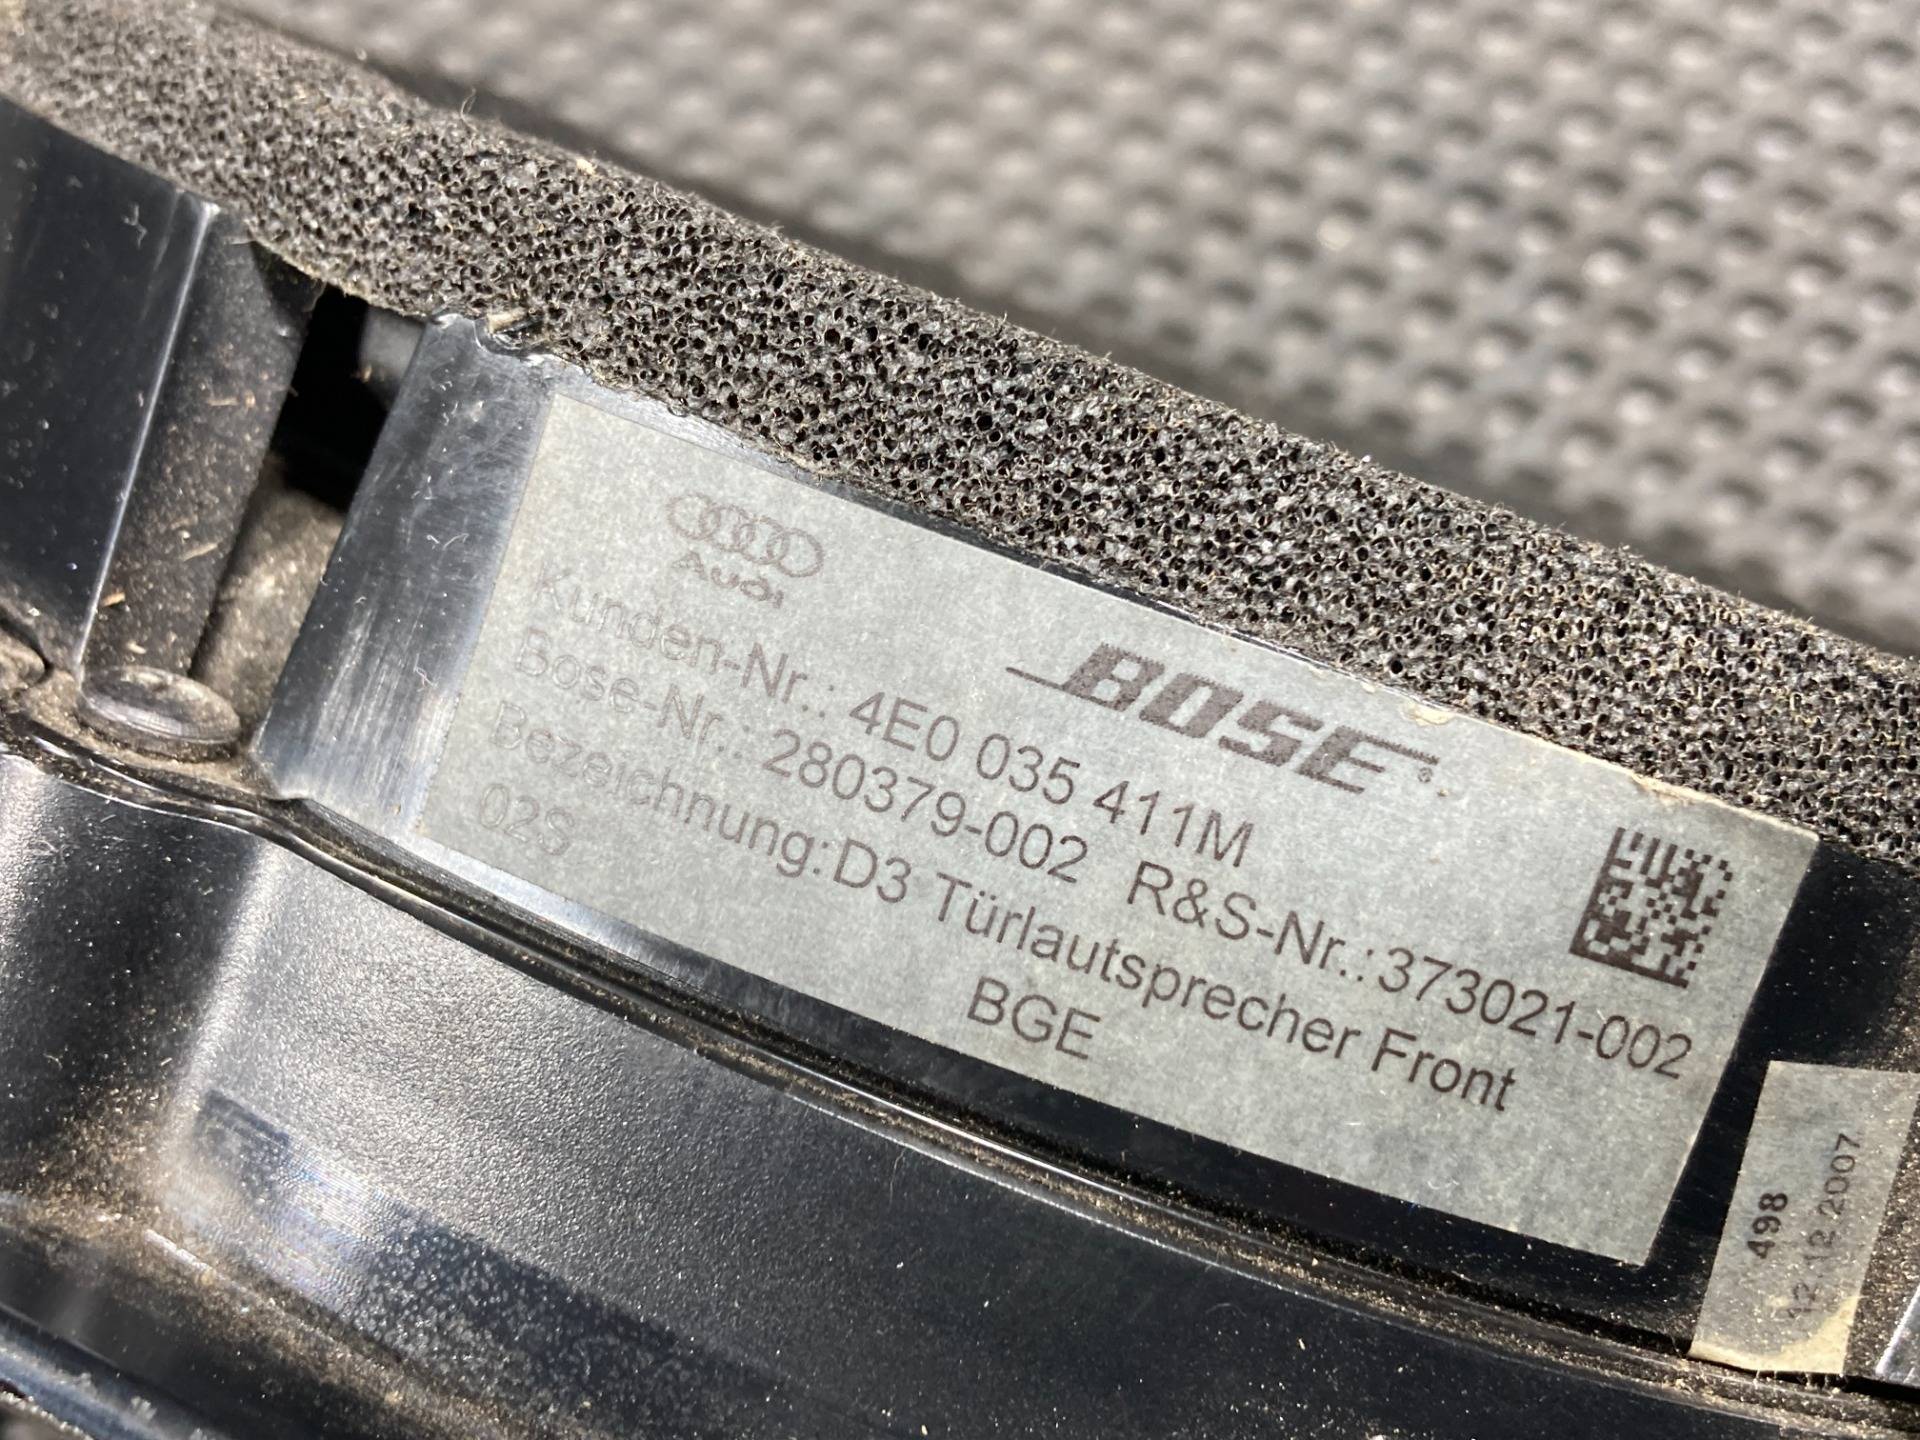 Audi
BOSE®
Kunden-Nr.: 4E0 035 411M
Bose-Nr.: 280379-002 R&S-Nr.:373021-002
Bezeichnung:D3 Türlautsprecher Front
02S BGE
498
12.12.2007